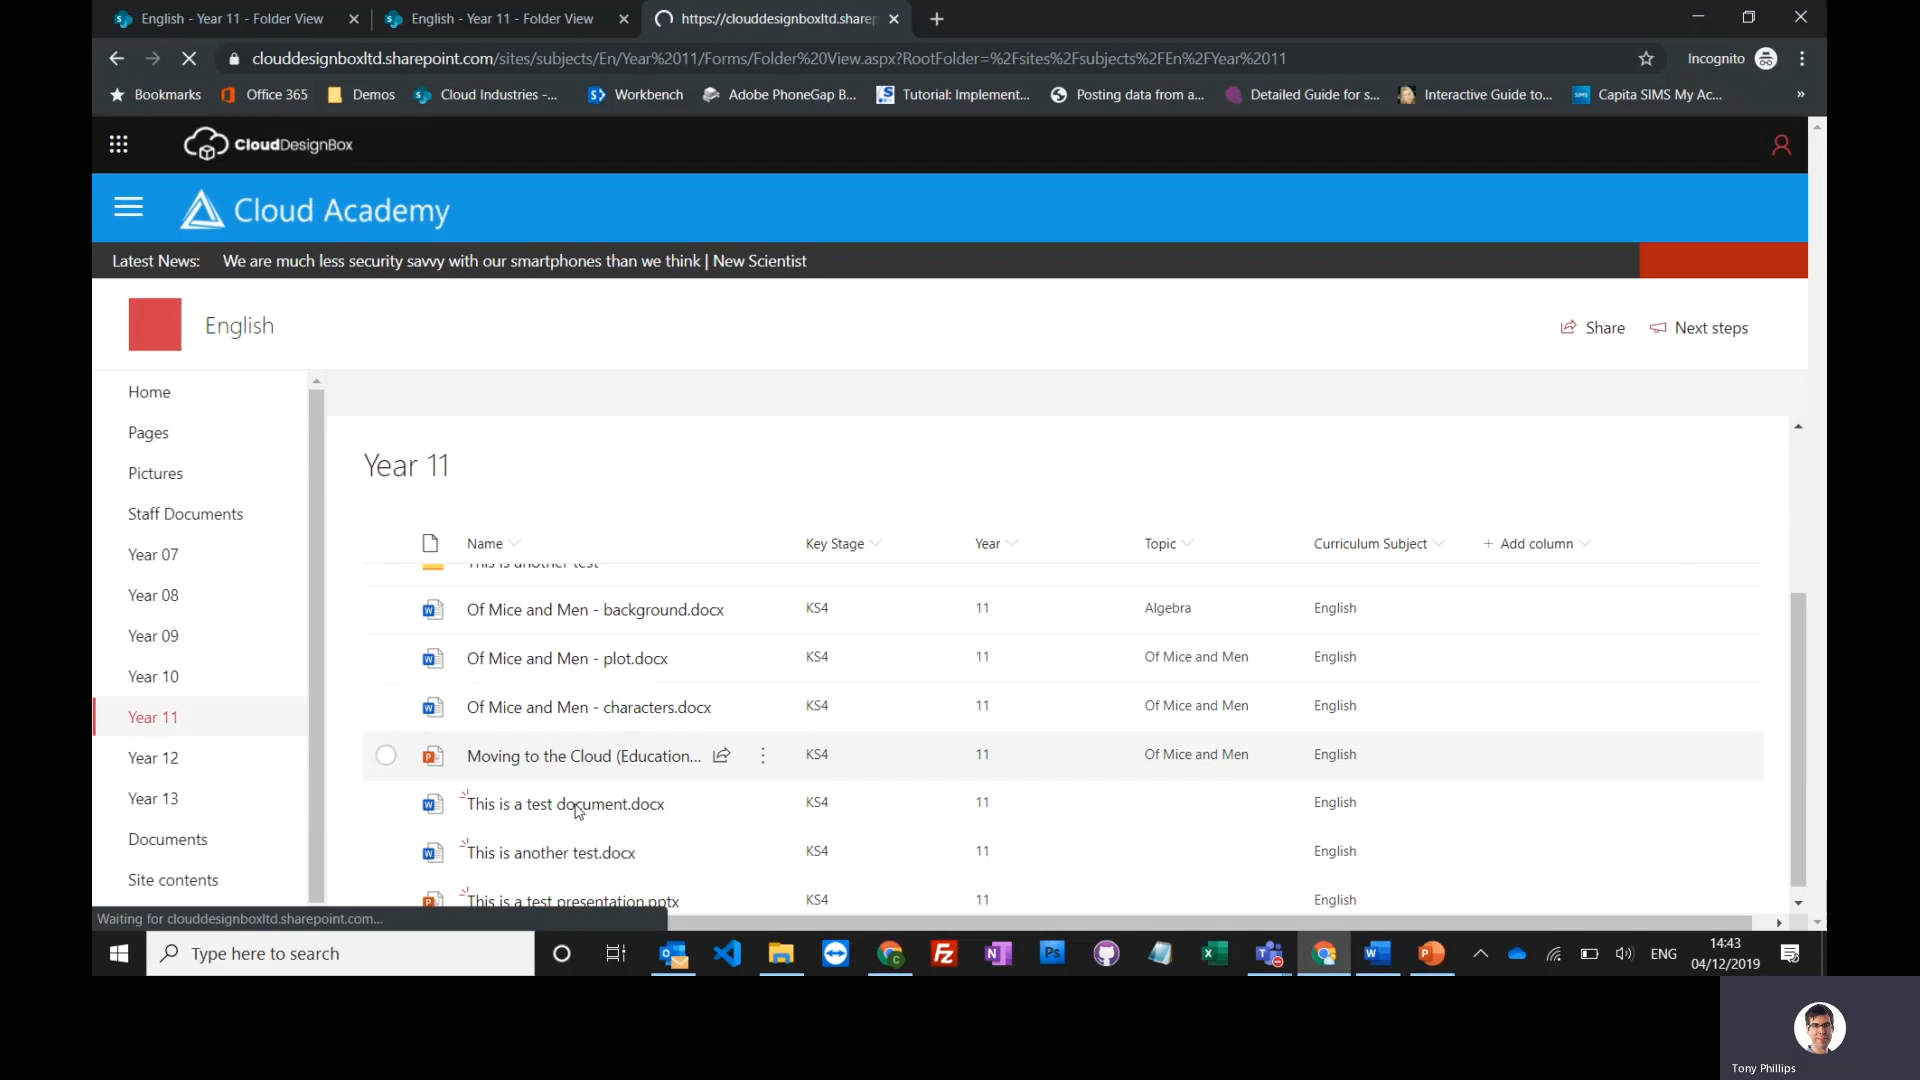 English - Year 11 - Folder View
English - Year 11 - Folder View
https://clouddesignboxltd.sharep
clouddesignboxltd.sharepoint.com/sites/subjects/En/Year%2011/Forms/Folder%20View.aspx?RootFolder=%2Fsites%2Fsubjects%2FEn%2FYear%2011
Incognito
Bookmarks
Office 365
Demos
Cloud Industries -...
Workbench
Adobe PhoneGap B...
Tutorial: Implement...
Posting data from a...
Detailed Guide for s...
Interactive Guide to...
Capita SIMS My Ac...
»
CloudDesignBox
Cloud Academy
Latest News: We are much less security savvy with our smartphones than we think | New Scientist
English
Share
Next steps
Home
Pages
Pictures
Staff Documents
Year 07
Year 08
Year 09
Year 10
Year 11
Year 12
Year 13
Documents
Site contents
Year 11
Name Key Stage Year Topic Curriculum Subject + Add column
This is another test
Of Mice and Men - background.docx KS4 11 Algebra English
Of Mice and Men - plot.docx KS4 11 Of Mice and Men English
Of Mice and Men - characters.docx KS4 11 Of Mice and Men English
Moving to the Cloud (Education... KS4 11 Of Mice and Men English
This is a test document.docx KS4 11 English
This is another test.docx KS4 11 English
This is a test presentation.pptx KS4 11 English
Waiting for clouddesignboxltd.sharepoint.com...
Type here to search
ENG
14:43
04/12/2019
Tony Phillips